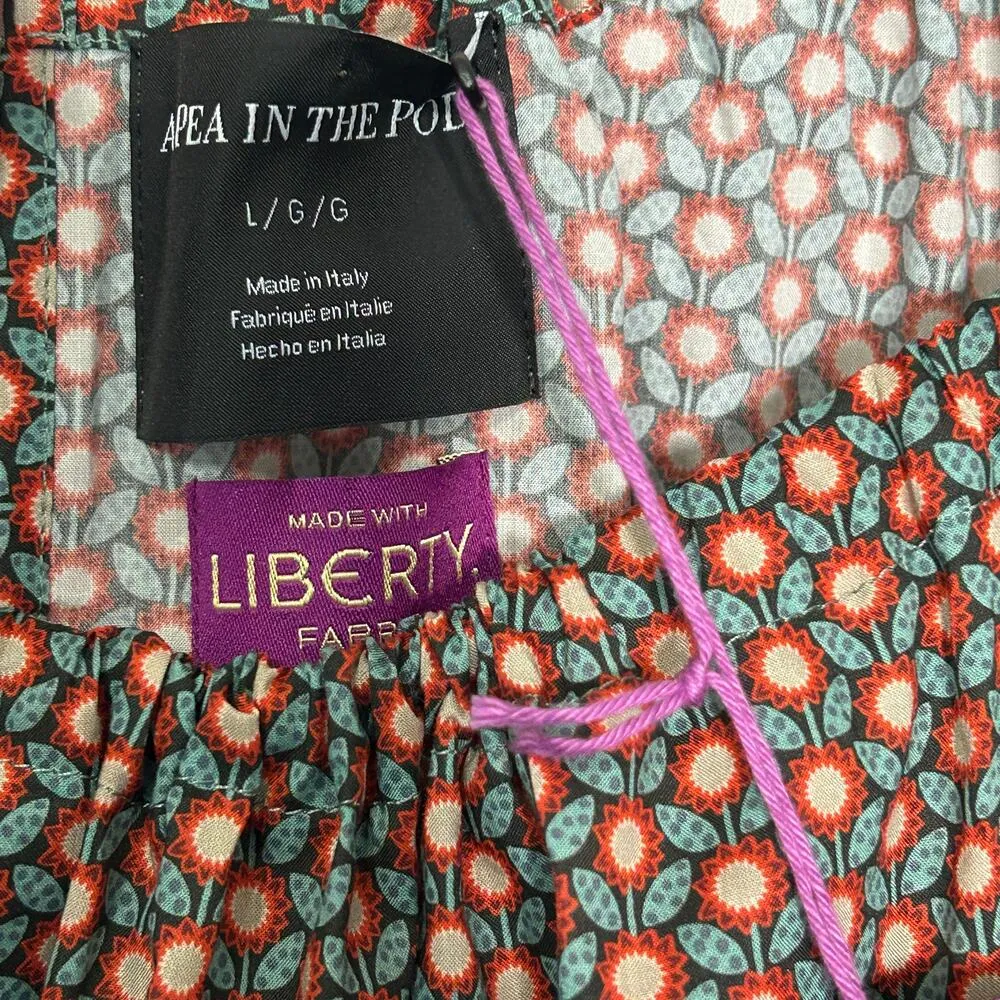 A PEA IN THE POD
L/G/G
Made in Italy
Fabriqué en Italie
Hecho en Italia
MADE WITH
LIBERTY.